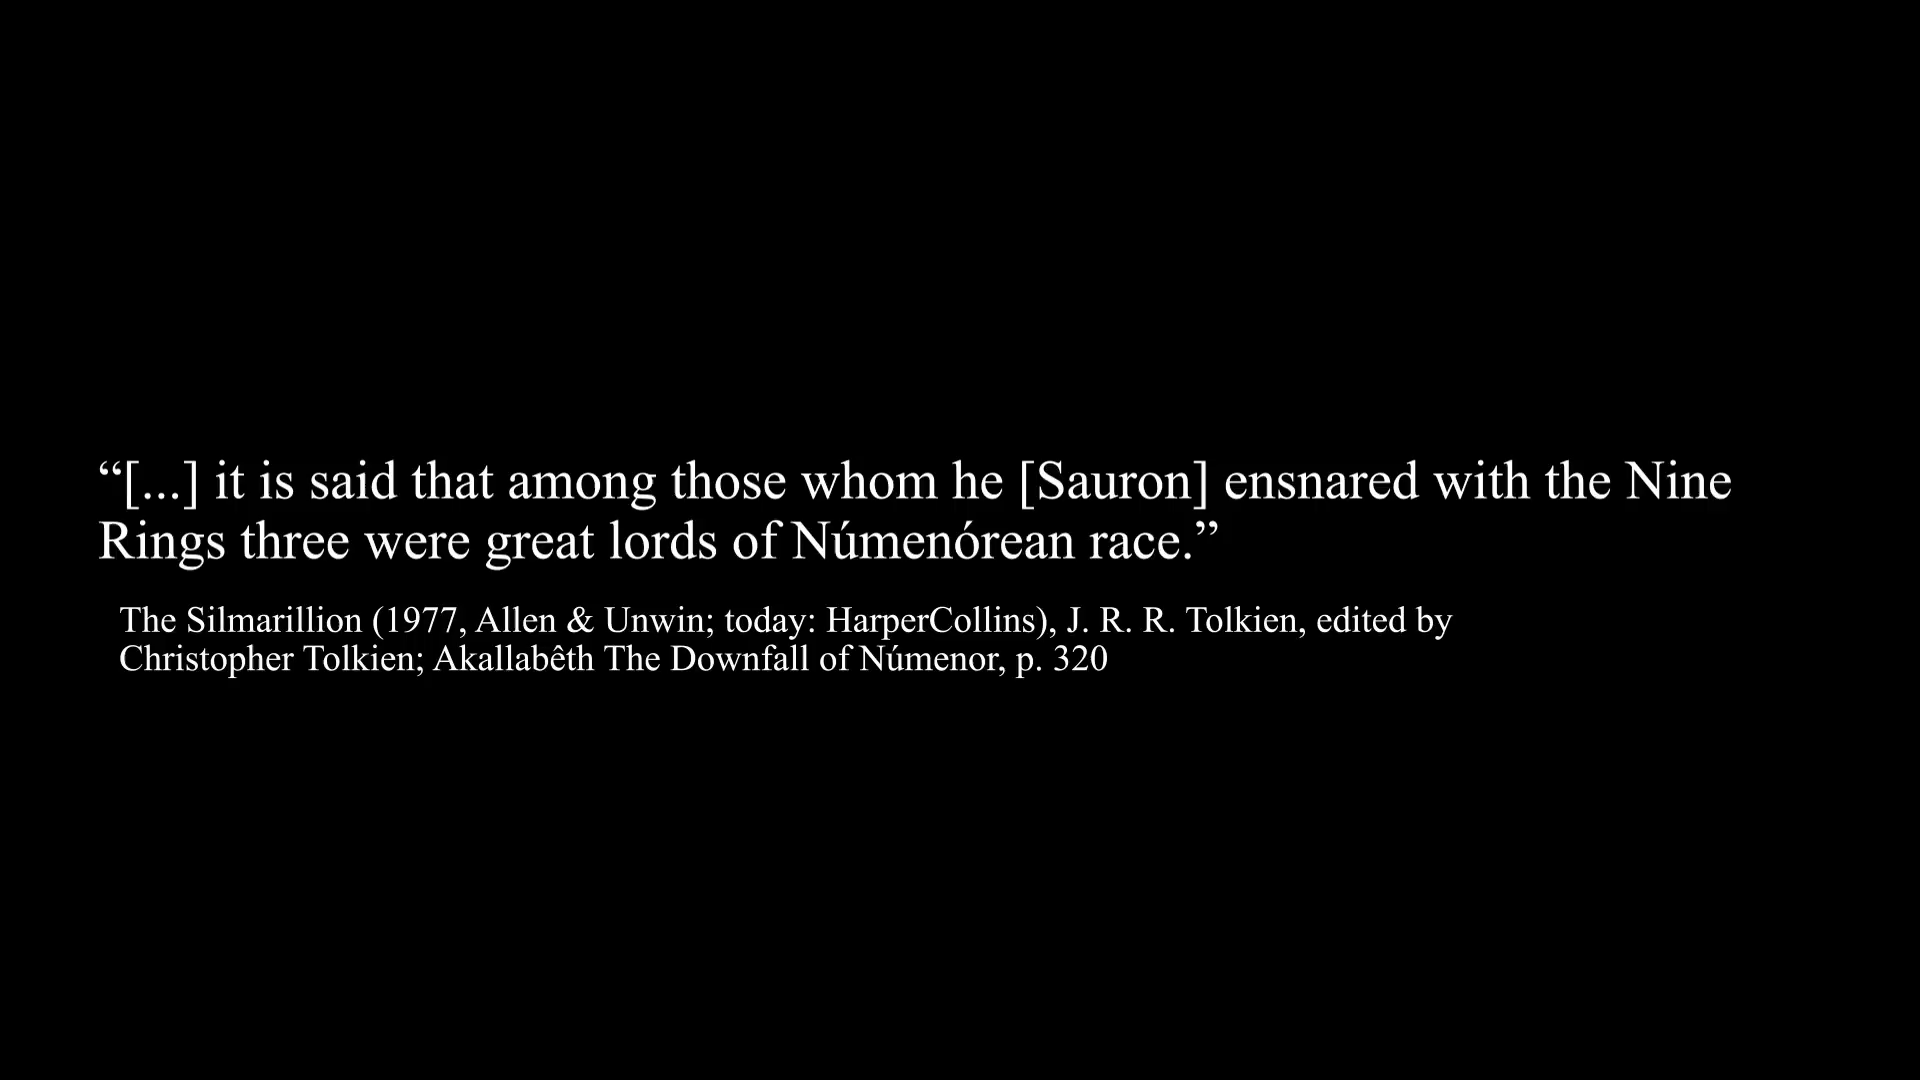 “[...] it is said that among those whom he [Sauron] ensnared with the Nine
Rings three were great lords of Númenórean race.”
The Silmarillion (1977, Allen & Unwin; today: HarperCollins), J. R. R. Tolkien, edited by
Christopher Tolkien; Akallabêth The Downfall of Númenor, p. 320